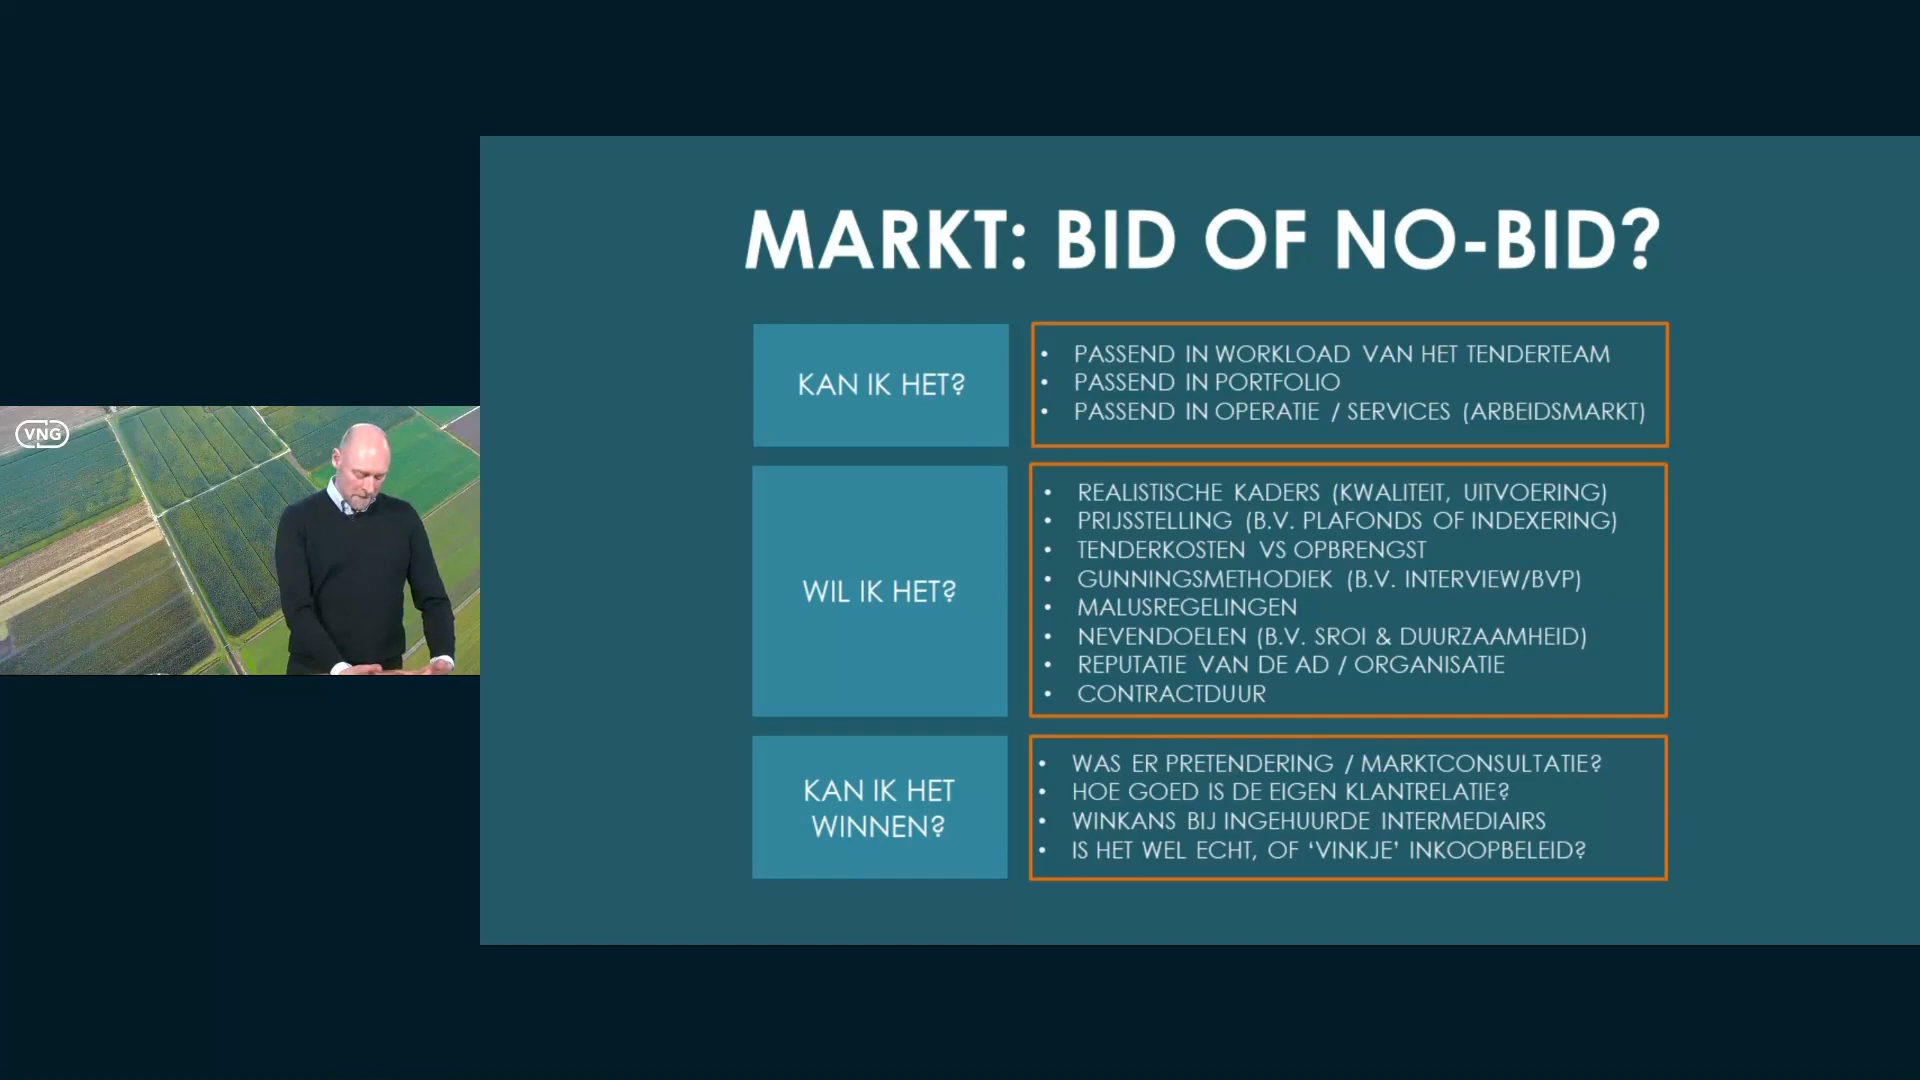 MARKT: BID OF NO-BID?
KAN IK HET?
• PASSEND IN WORKLOAD VAN HET TENDERTEAM
• PASSEND IN PORTFOLIO
• PASSEND IN OPERATIE / SERVICES (ARBEIDSMARKT)
WIL IK HET?
• REALISTISCHE KADERS (KWALITEIT, UITVOERING)
• PRIJSSTELLING (B.V. PLAFONDS OF INDEXERING)
• TENDERKOSTEN VS OPBRENGST
• GUNNINGSMETHODIEK (B.V. INTERVIEW/BVP)
• MALUSREGELINGEN
• NEVENDOELEN (B.V. SROI & DUURZAAMHEID)
• REPUTATIE VAN DE AD / ORGANISATIE
• CONTRACTDUUR
KAN IK HET
WINNEN?
• WAS ER PRETENDERING / MARKTCONSULTATIE?
• HOE GOED IS DE EIGEN KLANTRELATIE?
• WINKANS BIJ INGEHUURDE INTERMEDIAIRS
• IS HET WEL ECHT, OF ‘VINKJE’ INKOOPBELEID?
VNG